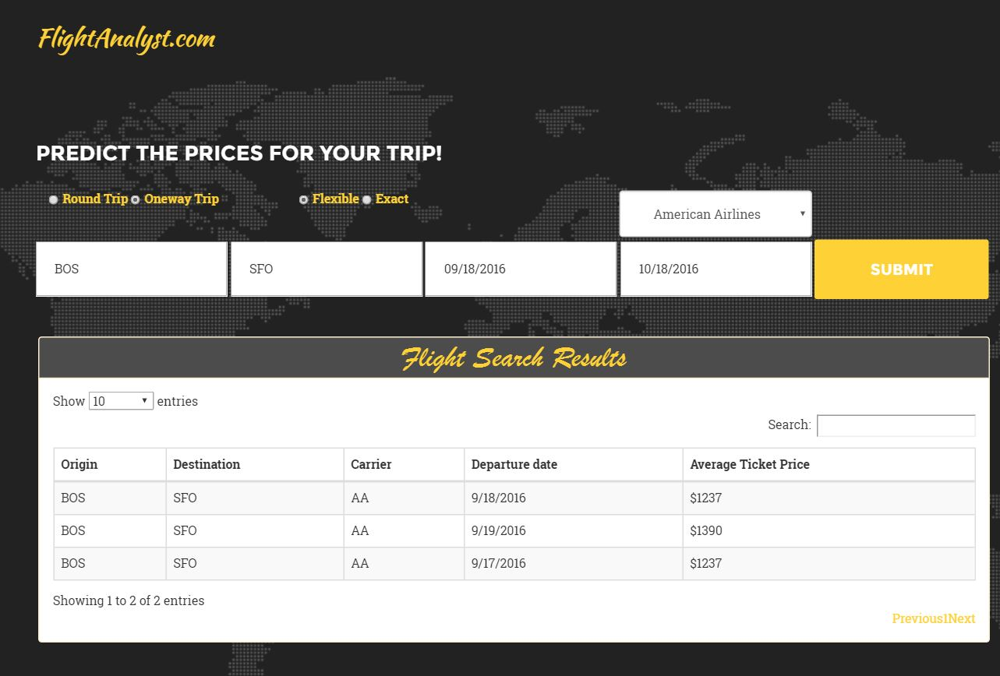 FlightAnalyst.com
PREDICT THE PRICES FOR YOUR TRIP!
Round Trip Oneway Trip Flexible Exact
American Airlines
BOS SFO 09/18/2016 10/18/2016 SUBMIT
Flight Search Results
Show 10 entries
Search:
Origin Destination Carrier Departure date Average Ticket Price
BOS SFO AA 9/18/2016 $1237
BOS SFO AA 9/19/2016 $1390
BOS SFO AA 9/17/2016 $1237
Showing 1 to 2 of 2 entries
Previous1Next